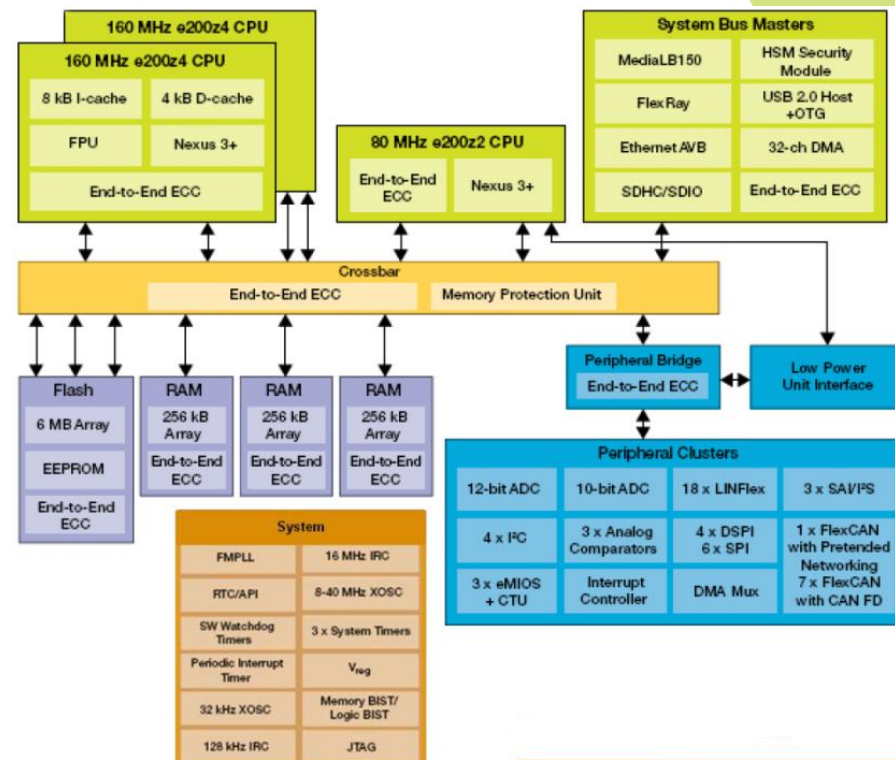 160 MHz e200z4 CPU
160 MHz e200z4 CPU
8 kB I-cache
4 kB D-cache
FPU
Nexus 3+
End-to-End ECC
80 MHz e200z2 CPU
End-to-End
ECC
Nexus 3+
System Bus Masters
MediaLB150
HSM Security
Module
FlexRay
USB 2.0 Host
+OTG
Ethernet AVB
32-ch DMA
SDHC/SDIO
End-to-End ECC
Crossbar
End-to-End ECC
Memory Protection Unit
Flash
6 MB Array
EEPROM
End-to-End
ECC
RAM
256 kB
Array
End-to-End
ECC
RAM
256 kB
Array
End-to-End
ECC
RAM
256 kB
Array
End-to-End
ECC
Peripheral Bridge
End-to-End ECC
Low Power
Unit Interface
Peripheral Clusters
12-bit ADC
10-bit ADC
18 x LINFlex
3 x SAI/I²S
4 x I²C
3 x Analog
Comparators
4 x DSPI
6 x SPI
1 x FlexCAN
with Pretended
Networking
7 x FlexCAN
with CAN FD
3 x eMIOS
+ CTU
Interrupt
Controller
DMA Mux
System
FMPLL
16 MHz IRC
RTC/API
8-40 MHz XOSC
SW Watchdog
Timers
3 x System Timers
Periodic Interrupt
Timer
Vreg
32 kHz XOSC
Memory BIST/
Logic BIST
128 kHz IRC
JTAG